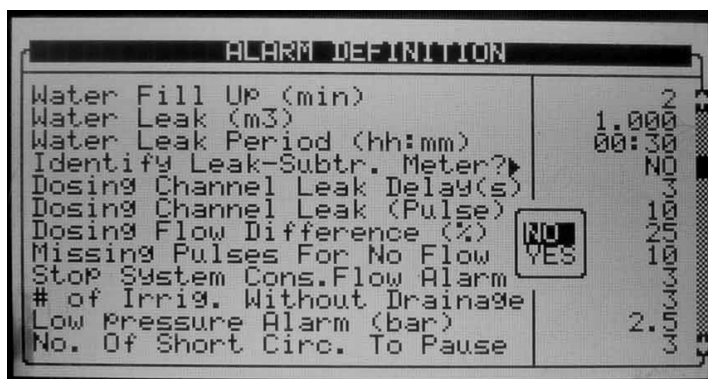 ALARM DEFINITION
Water Fill Up (min) 2
Water Leak (m3) 1.000
Water Leak Period (hh:mm) 00:30
Identify Leak-Subtr. Meter? NO
Dosing Channel Leak Delay(s) 3
Dosing Channel Leak (Pulse) 10
Dosing Flow Difference (%) 25
NO
YES
Missing Pulses For No Flow 10
Stop System Cons.Flow Alarm 3
# of Irrig. Without Drainage 3
Low Pressure Alarm (bar) 2.5
No. Of Short Circ. To Pause 3